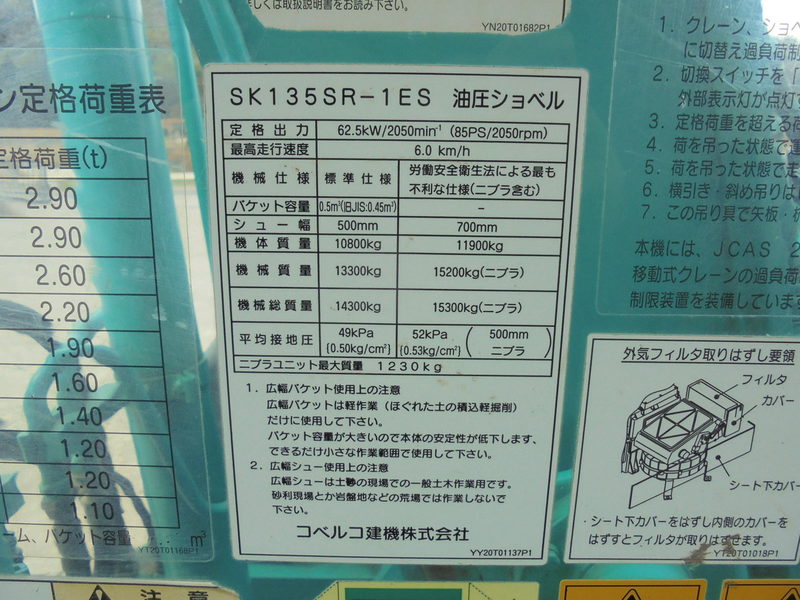 詳しくは取扱説明書をお読み下さい。
YN20T01682P1
ン定格荷重表
定格荷重(t)
2.90
2.90
2.60
2.20
1.90
1.60
1.40
1.20
1.20
1.10
ーム、バケット容量 m³
YT20T01168P1
SK135SR-1ES 油圧ショベル
定格出力 62.5kW/2050min⁻¹ (85PS/2050rpm)
最高走行速度 6.0 km/h
機械仕様 標準仕様 労働安全衛生法による最も
不利な仕様(ニブラ含む)
バケット容量 0.5m³(旧JIS:0.45m³) －
シュー幅 500mm 700mm
機体質量 10800kg 11900kg
機械質量 13300kg 15200kg(ニブラ)
機械総質量 14300kg 15300kg(ニブラ)
平均接地圧 49kPa {0.50kg/cm²} 52kPa {0.53kg/cm²} (500mm ニブラ)
ニブラユニット最大質量 1230kg
1. 広幅バケット使用上の注意
広幅バケットは軽作業（ほぐれた土の積込軽掘削）
だけに使用して下さい。
バケット容量が大きいので本体の安定性が低下します、
できるだけ小さな作業範囲で使用して下さい。
2. 広幅シュー使用上の注意
広幅シューは土砂の現場での一般土木作業用です。
砂利現場とか岩盤地などの荒場では作業しないで
下さい。
コベルコ建機株式会社
YY20T01137P1
1. クレーン、ショベ
に切替え過負荷制
2. 切換スイッチを「
外部表示灯が点灯
3. 定格荷重を超える荷
4. 荷を吊った状態で運
5. 荷を吊った状態で走
6. 横引き・斜め吊りは
7. この吊り具で矢板・杭
本機には、JCAS 2
移動式クレーンの過負荷
制限装置を装備しています
外気フィルタ取りはずし要領
フィルタ
カバー
シート下カバー
・シート下カバーをはずし内側のカバーを
はずすとフィルタが取りはずせます。
YT20T01018P1
注意